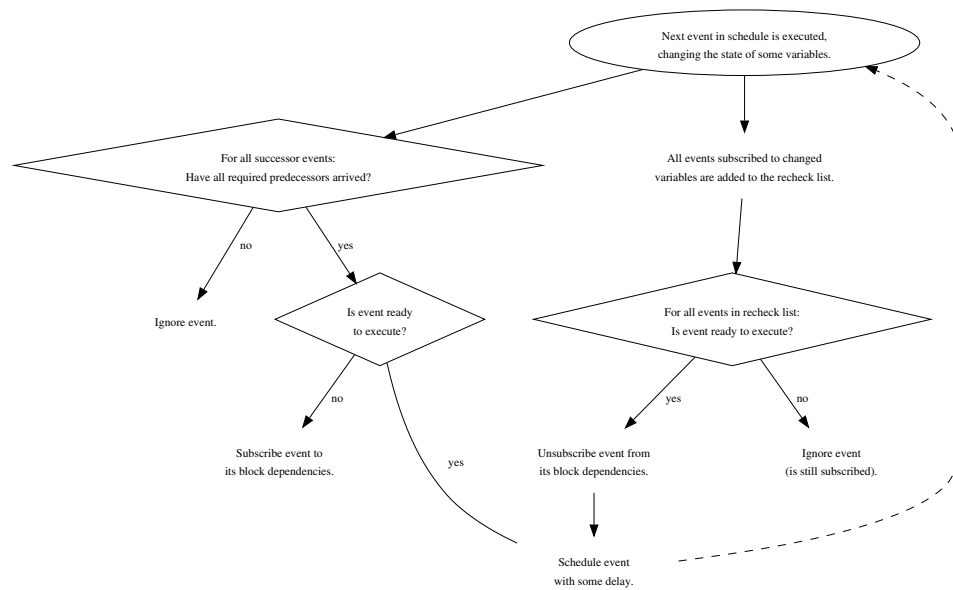 Next event in schedule is executed,
changing the state of some variables.
For all successor events:
Have all required predecessors arrived?
All events subscribed to changed
variables are added to the recheck list.
no
yes
Ignore event.
Is event ready
to execute?
For all events in recheck list:
Is event ready to execute?
no
yes
yes
no
Subscribe event to
its block dependencies.
Unsubscribe event from
its block dependencies.
Ignore event
(is still subscribed).
Schedule event
with some delay.